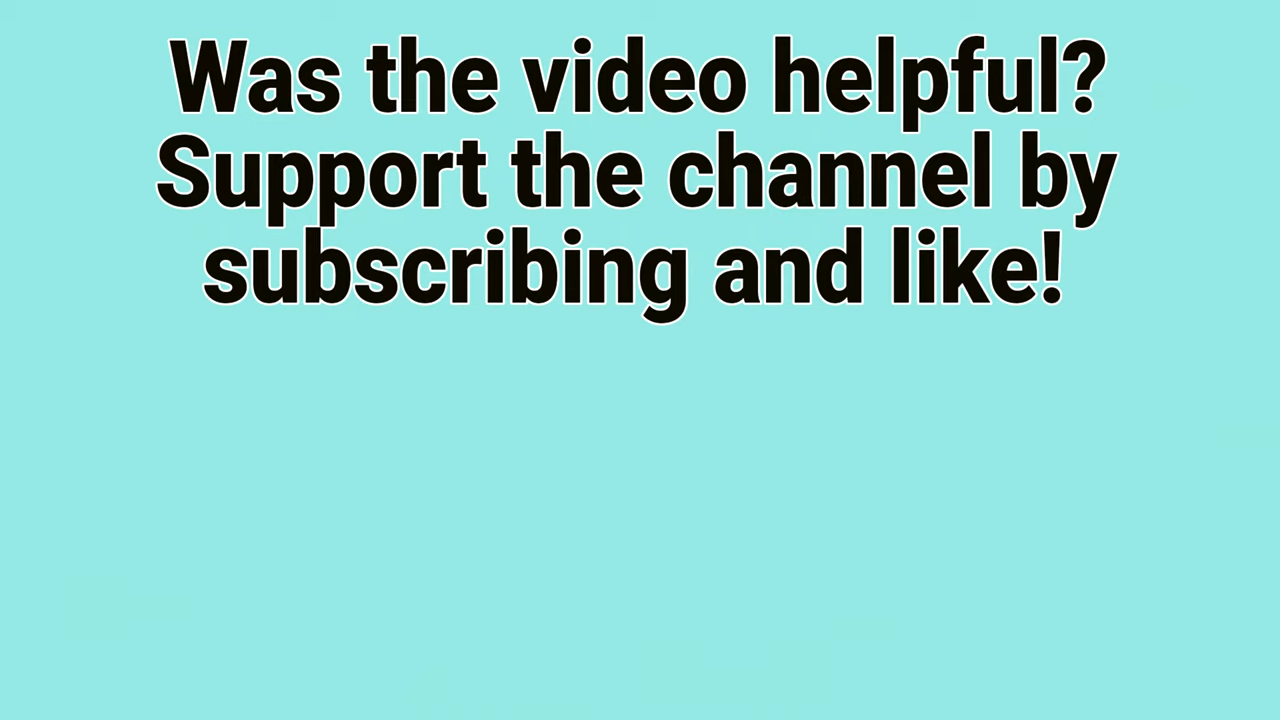 Was the video helpful?
Support the channel by
subscribing and like!